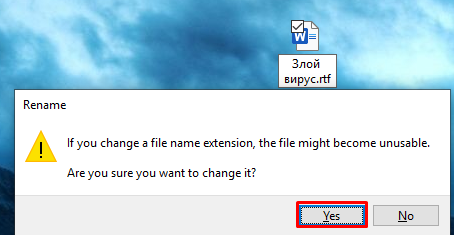 Злой
вирус.rtf
Rename
If you change a file name extension, the file might become unusable.
Are you sure you want to change it?
Yes
No